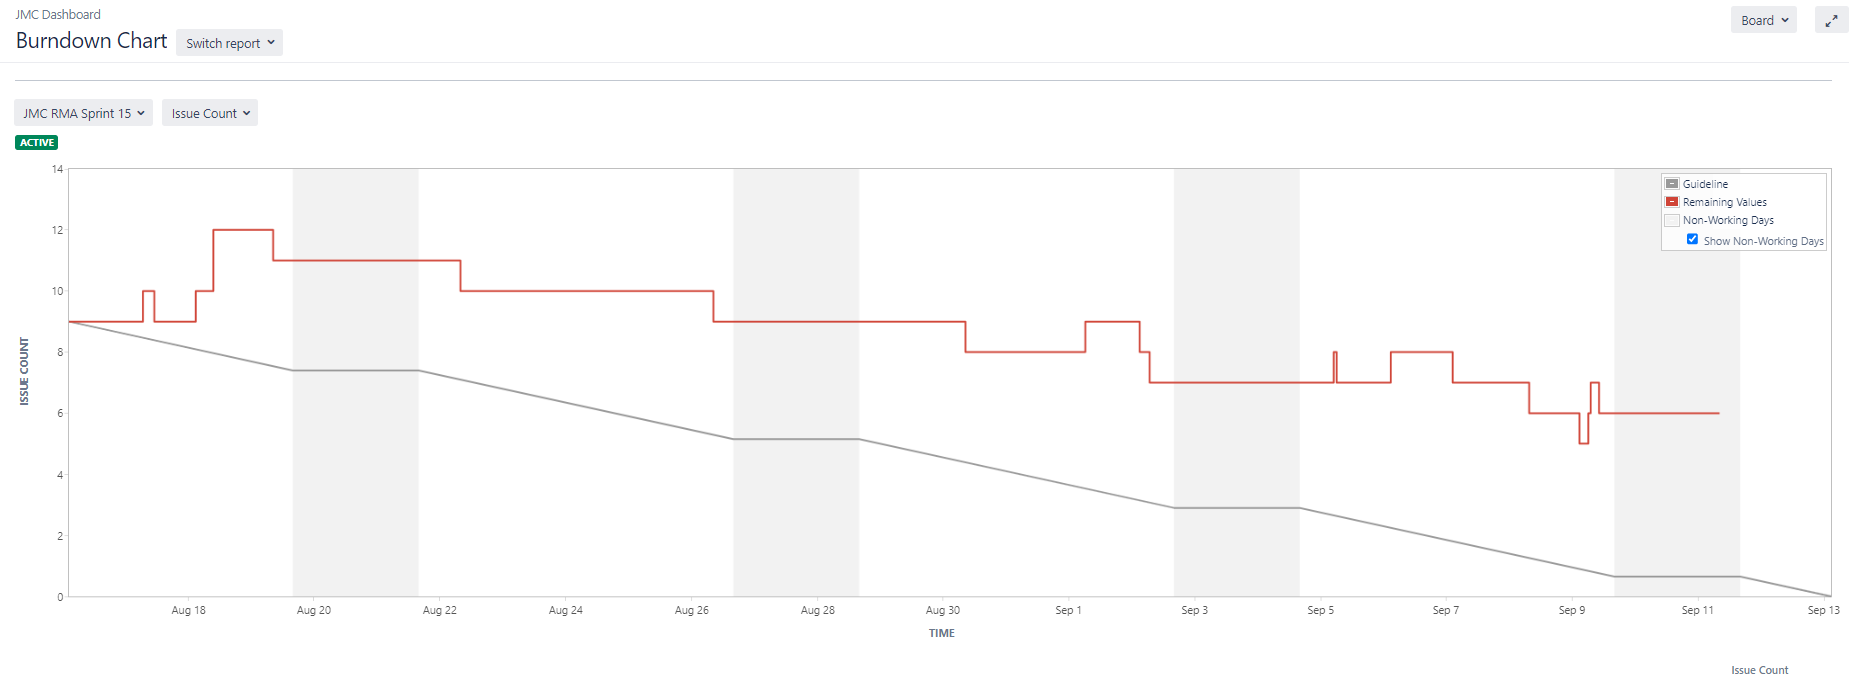 JMC Dashboard
Burndown Chart
Switch report
Board
JMC RMA Sprint 15
Issue Count
ACTIVE
14
12
10
8
6
4
2
0
ISSUE COUNT
Guideline
Remaining Values
Non-Working Days
Show Non-Working Days
Aug 18
Aug 20
Aug 22
Aug 24
Aug 26
Aug 28
Aug 30
Sep 1
Sep 3
Sep 5
Sep 7
Sep 9
Sep 11
Sep 13
TIME
Issue Count